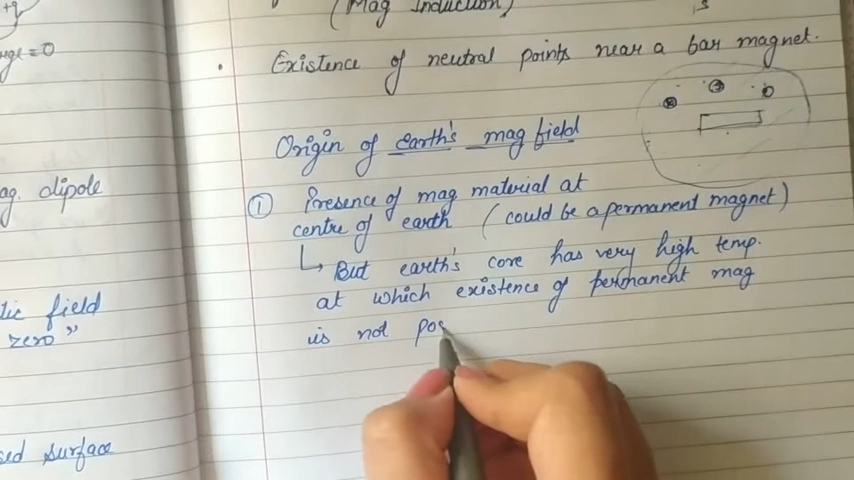 +q
rge = 0
ag. dipole
tic field
zero"
sed surface
(Mag Induction)
is
• Existence of neutral points near a bar magnet.
Origin of earth's mag field
① Presence of mag material at
centre of earth (could be a permanent magnet)
↳ But earth's core has very high temp.
at which existence of permanent mag
is not pos